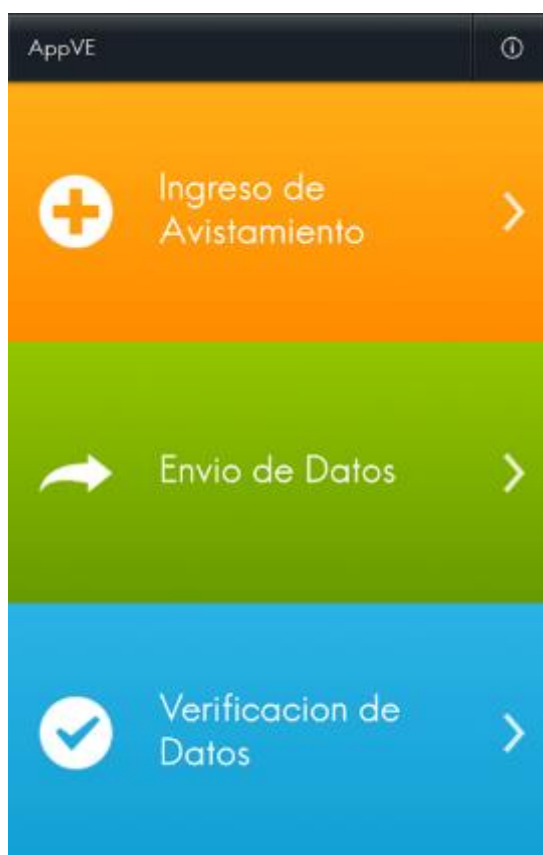 AppVE
Ingreso de
Avistamiento
Envio de Datos
Verificacion de
Datos